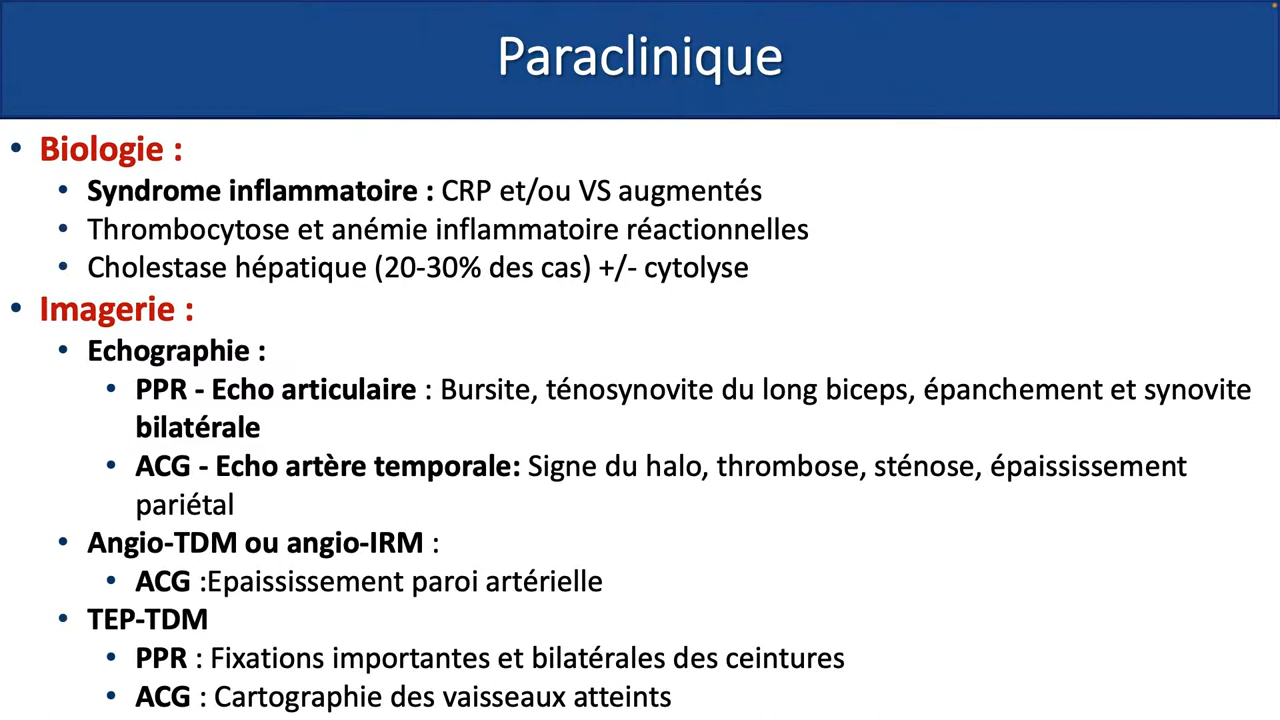 Paraclinique
• Biologie :
• Syndrome inflammatoire : CRP et/ou VS augmentés
• Thrombocytose et anémie inflammatoire réactionnelles
• Cholestase hépatique (20-30% des cas) +/- cytolyse
• Imagerie :
• Echographie :
• PPR - Echo articulaire : Bursite, ténosynovite du long biceps, épanchement et synovite
bilatérale
• ACG - Echo artère temporale: Signe du halo, thrombose, sténose, épaississement
pariétal
• Angio-TDM ou angio-IRM :
• ACG :Epaississement paroi artérielle
• TEP-TDM
• PPR : Fixations importantes et bilatérales des ceintures
• ACG : Cartographie des vaisseaux atteints